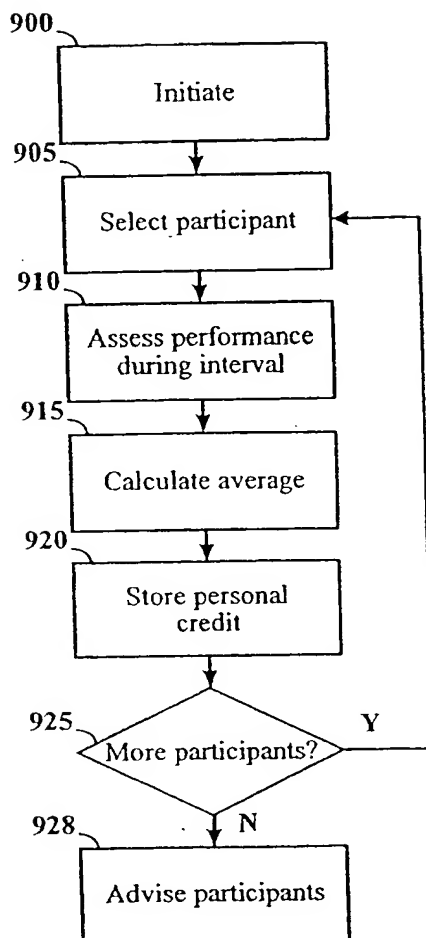 900
Initiate
905
Select participant
910
Assess performance
during interval
915
Calculate average
920
Store personal
credit
925
More participants?
Y
N
928
Advise participants